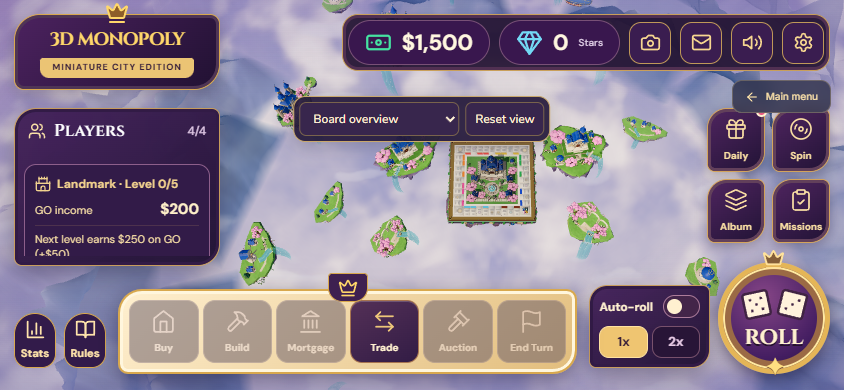 3D MONOPOLY
MINIATURE CITY EDITION
$1,500
0 Stars
Main menu
Players 4/4
Landmark · Level 0/5
GO income $200
Next level earns $250 on GO
(+$50)
Board overview
Reset view
Daily
Spin
Album
Missions
Stats
Rules
Buy
Build
Mortgage
Trade
Auction
End Turn
Auto-roll
1x
2x
ROLL